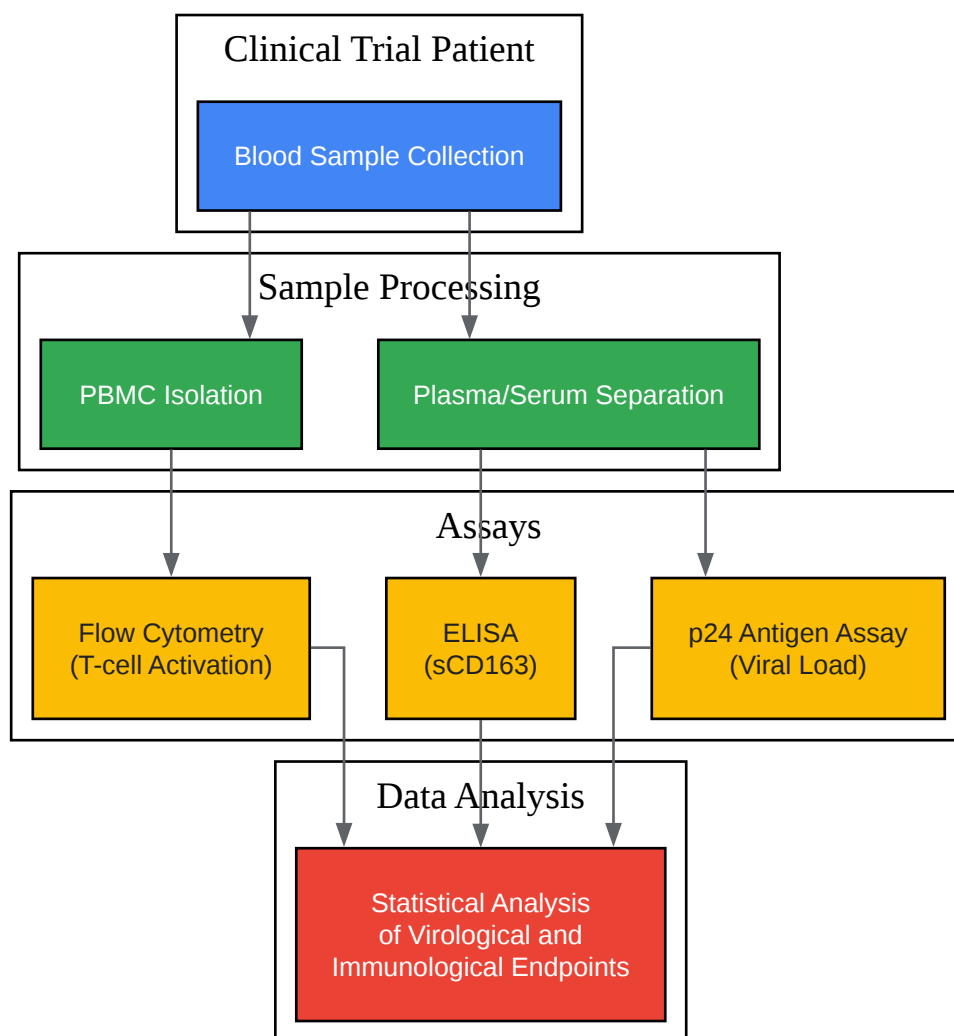 Clinical Trial Patient
Blood Sample Collection
Sample Processing
PBMC Isolation
Plasma/Serum Separation
Assays
Flow Cytometry
(T-cell Activation)
ELISA
(sCD163)
p24 Antigen Assay
(Viral Load)
Data Analysis
Statistical Analysis
of Virological and
Immunological Endpoints